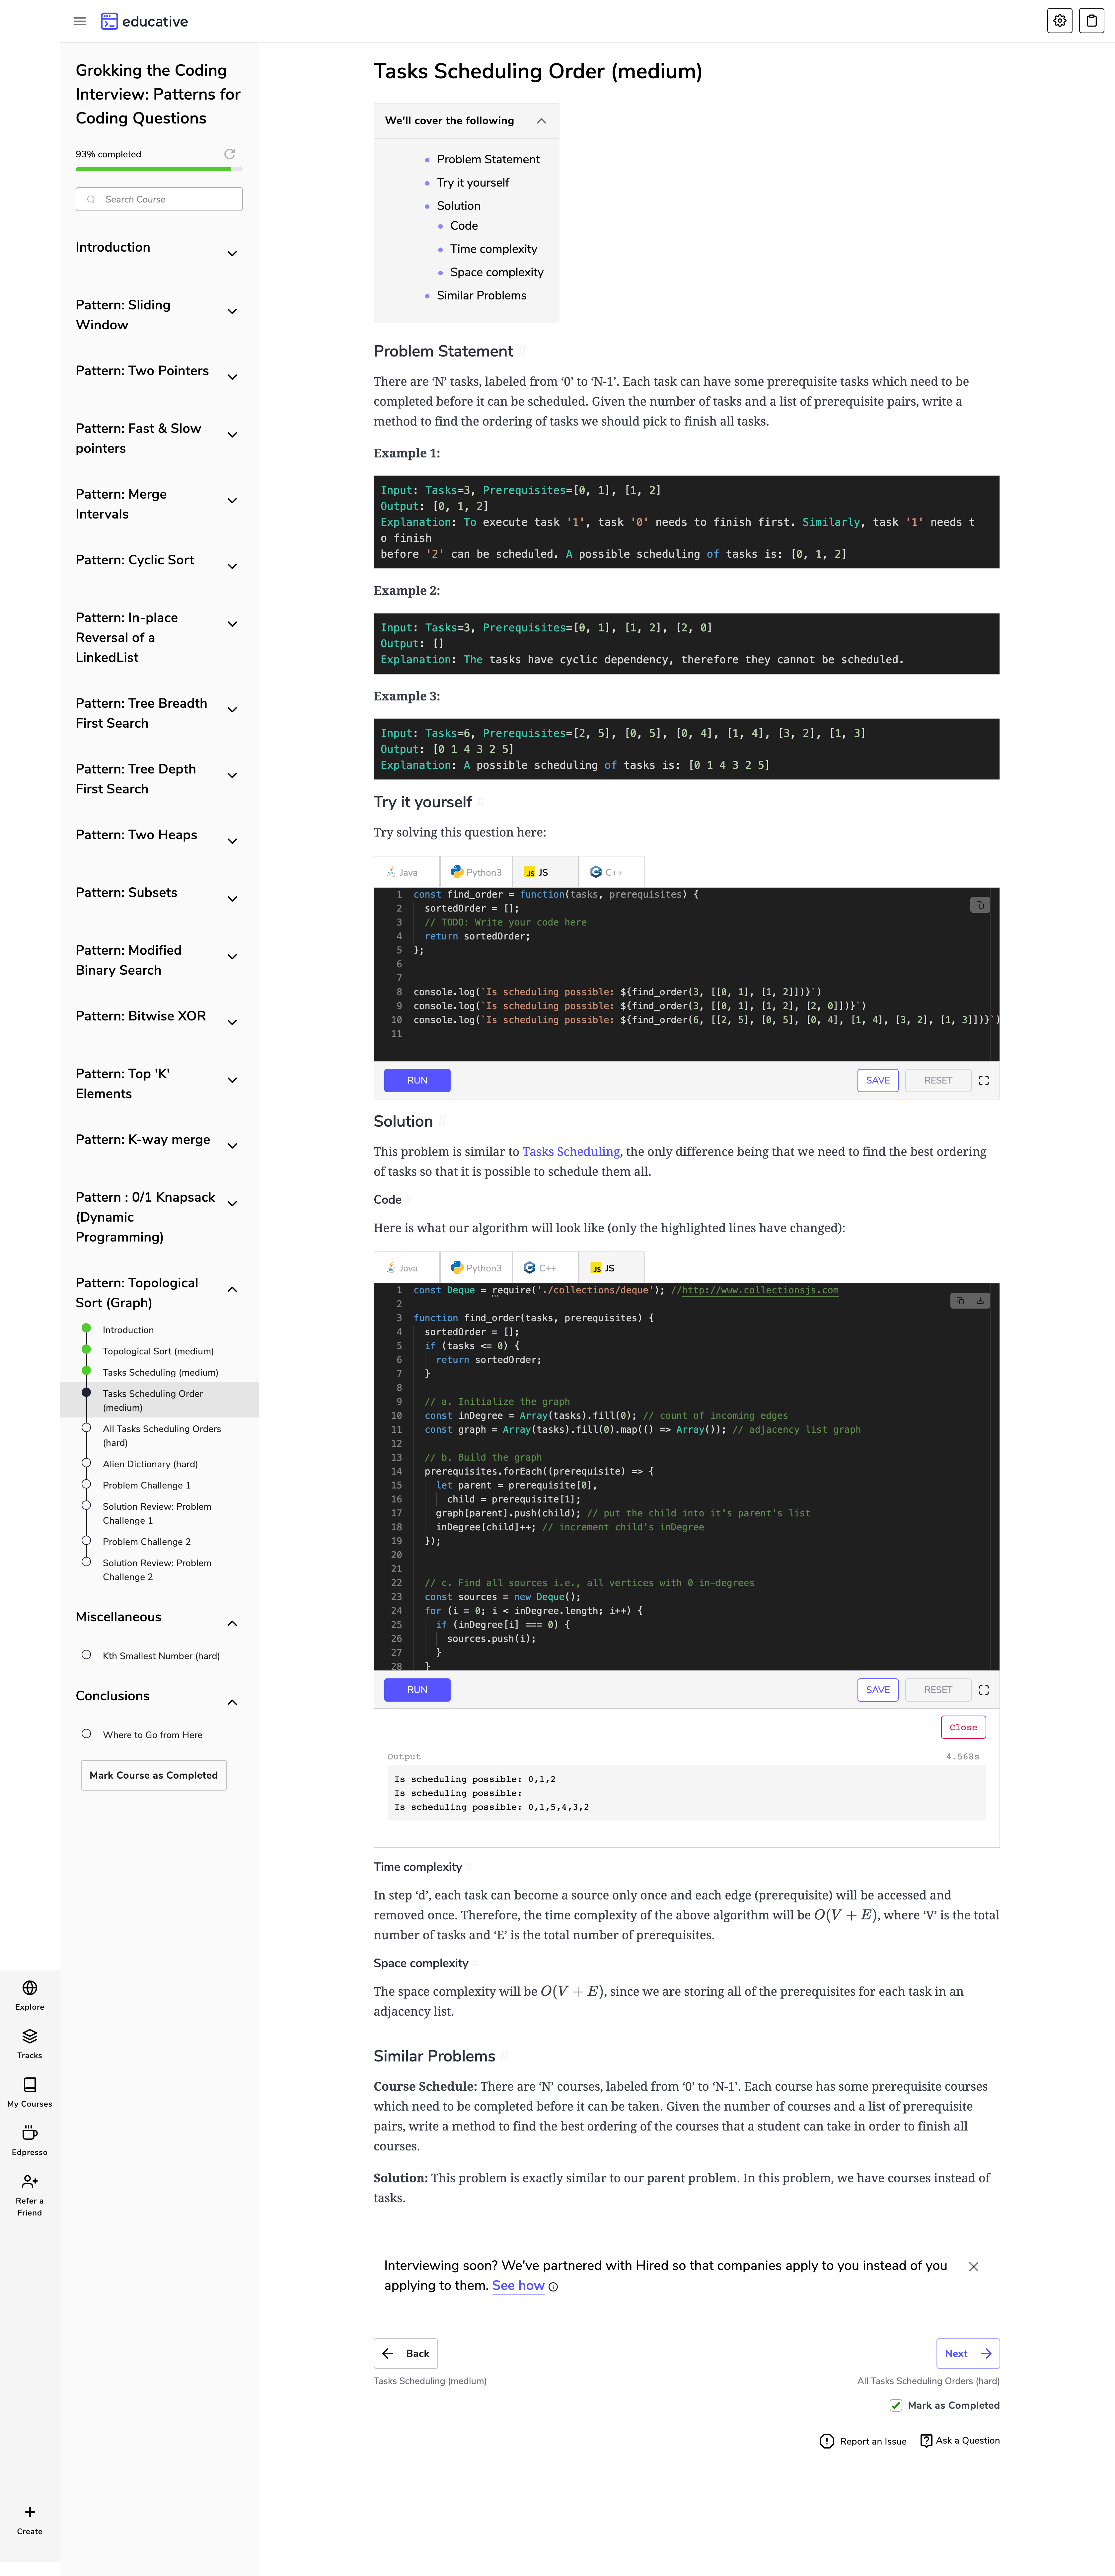 educative
Grokking the Coding
Interview: Patterns for
Coding Questions
93% completed
Search Course
Introduction
Pattern: Sliding
Window
Pattern: Two Pointers
Pattern: Fast & Slow
pointers
Pattern: Merge
Intervals
Pattern: Cyclic Sort
Pattern: In-place
Reversal of a
LinkedList
Pattern: Tree Breadth
First Search
Pattern: Tree Depth
First Search
Pattern: Two Heaps
Pattern: Subsets
Pattern: Modified
Binary Search
Pattern: Bitwise XOR
Pattern: Top 'K'
Elements
Pattern: K-way merge
Pattern : 0/1 Knapsack
(Dynamic
Programming)
Pattern: Topological
Sort (Graph)
Introduction
Topological Sort (medium)
Tasks Scheduling (medium)
Tasks Scheduling Order
(medium)
All Tasks Scheduling Orders
(hard)
Alien Dictionary (hard)
Problem Challenge 1
Solution Review: Problem
Challenge 1
Problem Challenge 2
Solution Review: Problem
Challenge 2
Miscellaneous
Kth Smallest Number (hard)
Conclusions
Where to Go from Here
Mark Course as Completed
Explore
Tracks
My Courses
Edpresso
Refer a
Friend
Create
Tasks Scheduling Order (medium)
We'll cover the following
Problem Statement
Try it yourself
Solution
Code
Time complexity
Space complexity
Similar Problems
Problem Statement #
There are ‘N’ tasks, labeled from ‘0’ to ‘N-1’. Each task can have some prerequisite tasks which need to be
completed before it can be scheduled. Given the number of tasks and a list of prerequisite pairs, write a
method to find the ordering of tasks we should pick to finish all tasks.
Example 1:
Input: Tasks=3, Prerequisites=[0, 1], [1, 2]
Output: [0, 1, 2]
Explanation: To execute task '1', task '0' needs to finish first. Similarly, task '1' needs t
o finish
before '2' can be scheduled. A possible scheduling of tasks is: [0, 1, 2]
Example 2:
Input: Tasks=3, Prerequisites=[0, 1], [1, 2], [2, 0]
Output: []
Explanation: The tasks have cyclic dependency, therefore they cannot be scheduled.
Example 3:
Input: Tasks=6, Prerequisites=[2, 5], [0, 5], [0, 4], [1, 4], [3, 2], [1, 3]
Output: [0 1 4 3 2 5]
Explanation: A possible scheduling of tasks is: [0 1 4 3 2 5]
Try it yourself #
Try solving this question here:
Java Python3 JS C++
1 const find_order = function(tasks, prerequisites) {
2 sortedOrder = [];
3 // TODO: Write your code here
4 return sortedOrder;
5 };
6
7
8 console.log(`Is scheduling possible: ${find_order(3, [[0, 1], [1, 2]])}`)
9 console.log(`Is scheduling possible: ${find_order(3, [[0, 1], [1, 2], [2, 0]])}`)
10 console.log(`Is scheduling possible: ${find_order(6, [[2, 5], [0, 5], [0, 4], [1, 4], [3, 2], [1, 3]])}`)
11
RUN SAVE RESET
Solution #
This problem is similar to Tasks Scheduling, the only difference being that we need to find the best ordering
of tasks so that it is possible to schedule them all.
Code #
Here is what our algorithm will look like (only the highlighted lines have changed):
Java Python3 C++ JS
1 const Deque = require('./collections/deque'); //http://www.collectionsjs.com
2
3 function find_order(tasks, prerequisites) {
4 sortedOrder = [];
5 if (tasks <= 0) {
6 return sortedOrder;
7 }
8
9 // a. Initialize the graph
10 const inDegree = Array(tasks).fill(0); // count of incoming edges
11 const graph = Array(tasks).fill(0).map(() => Array()); // adjacency list graph
12
13 // b. Build the graph
14 prerequisites.forEach((prerequisite) => {
15 let parent = prerequisite[0],
16 child = prerequisite[1];
17 graph[parent].push(child); // put the child into it's parent's list
18 inDegree[child]++; // increment child's inDegree
19 });
20
21
22 // c. Find all sources i.e., all vertices with 0 in-degrees
23 const sources = new Deque();
24 for (i = 0; i < inDegree.length; i++) {
25 if (inDegree[i] === 0) {
26 sources.push(i);
27 }
28 }
RUN SAVE RESET
Close
Output 4.568s
Is scheduling possible: 0,1,2
Is scheduling possible:
Is scheduling possible: 0,1,5,4,3,2
Time complexity #
In step ‘d’, each task can become a source only once and each edge (prerequisite) will be accessed and
removed once. Therefore, the time complexity of the above algorithm will be O(V + E), where ‘V’ is the total
number of tasks and ‘E’ is the total number of prerequisites.
Space complexity #
The space complexity will be O(V + E), since we are storing all of the prerequisites for each task in an
adjacency list.
Similar Problems #
Course Schedule: There are ‘N’ courses, labeled from ‘0’ to ‘N-1’. Each course has some prerequisite courses
which need to be completed before it can be taken. Given the number of courses and a list of prerequisite
pairs, write a method to find the best ordering of the courses that a student can take in order to finish all
courses.
Solution: This problem is exactly similar to our parent problem. In this problem, we have courses instead of
tasks.
Interviewing soon? We've partnered with Hired so that companies apply to you instead of you
applying to them. See how
Back Next
Tasks Scheduling (medium) All Tasks Scheduling Orders (hard)
Mark as Completed
Report an Issue Ask a Question